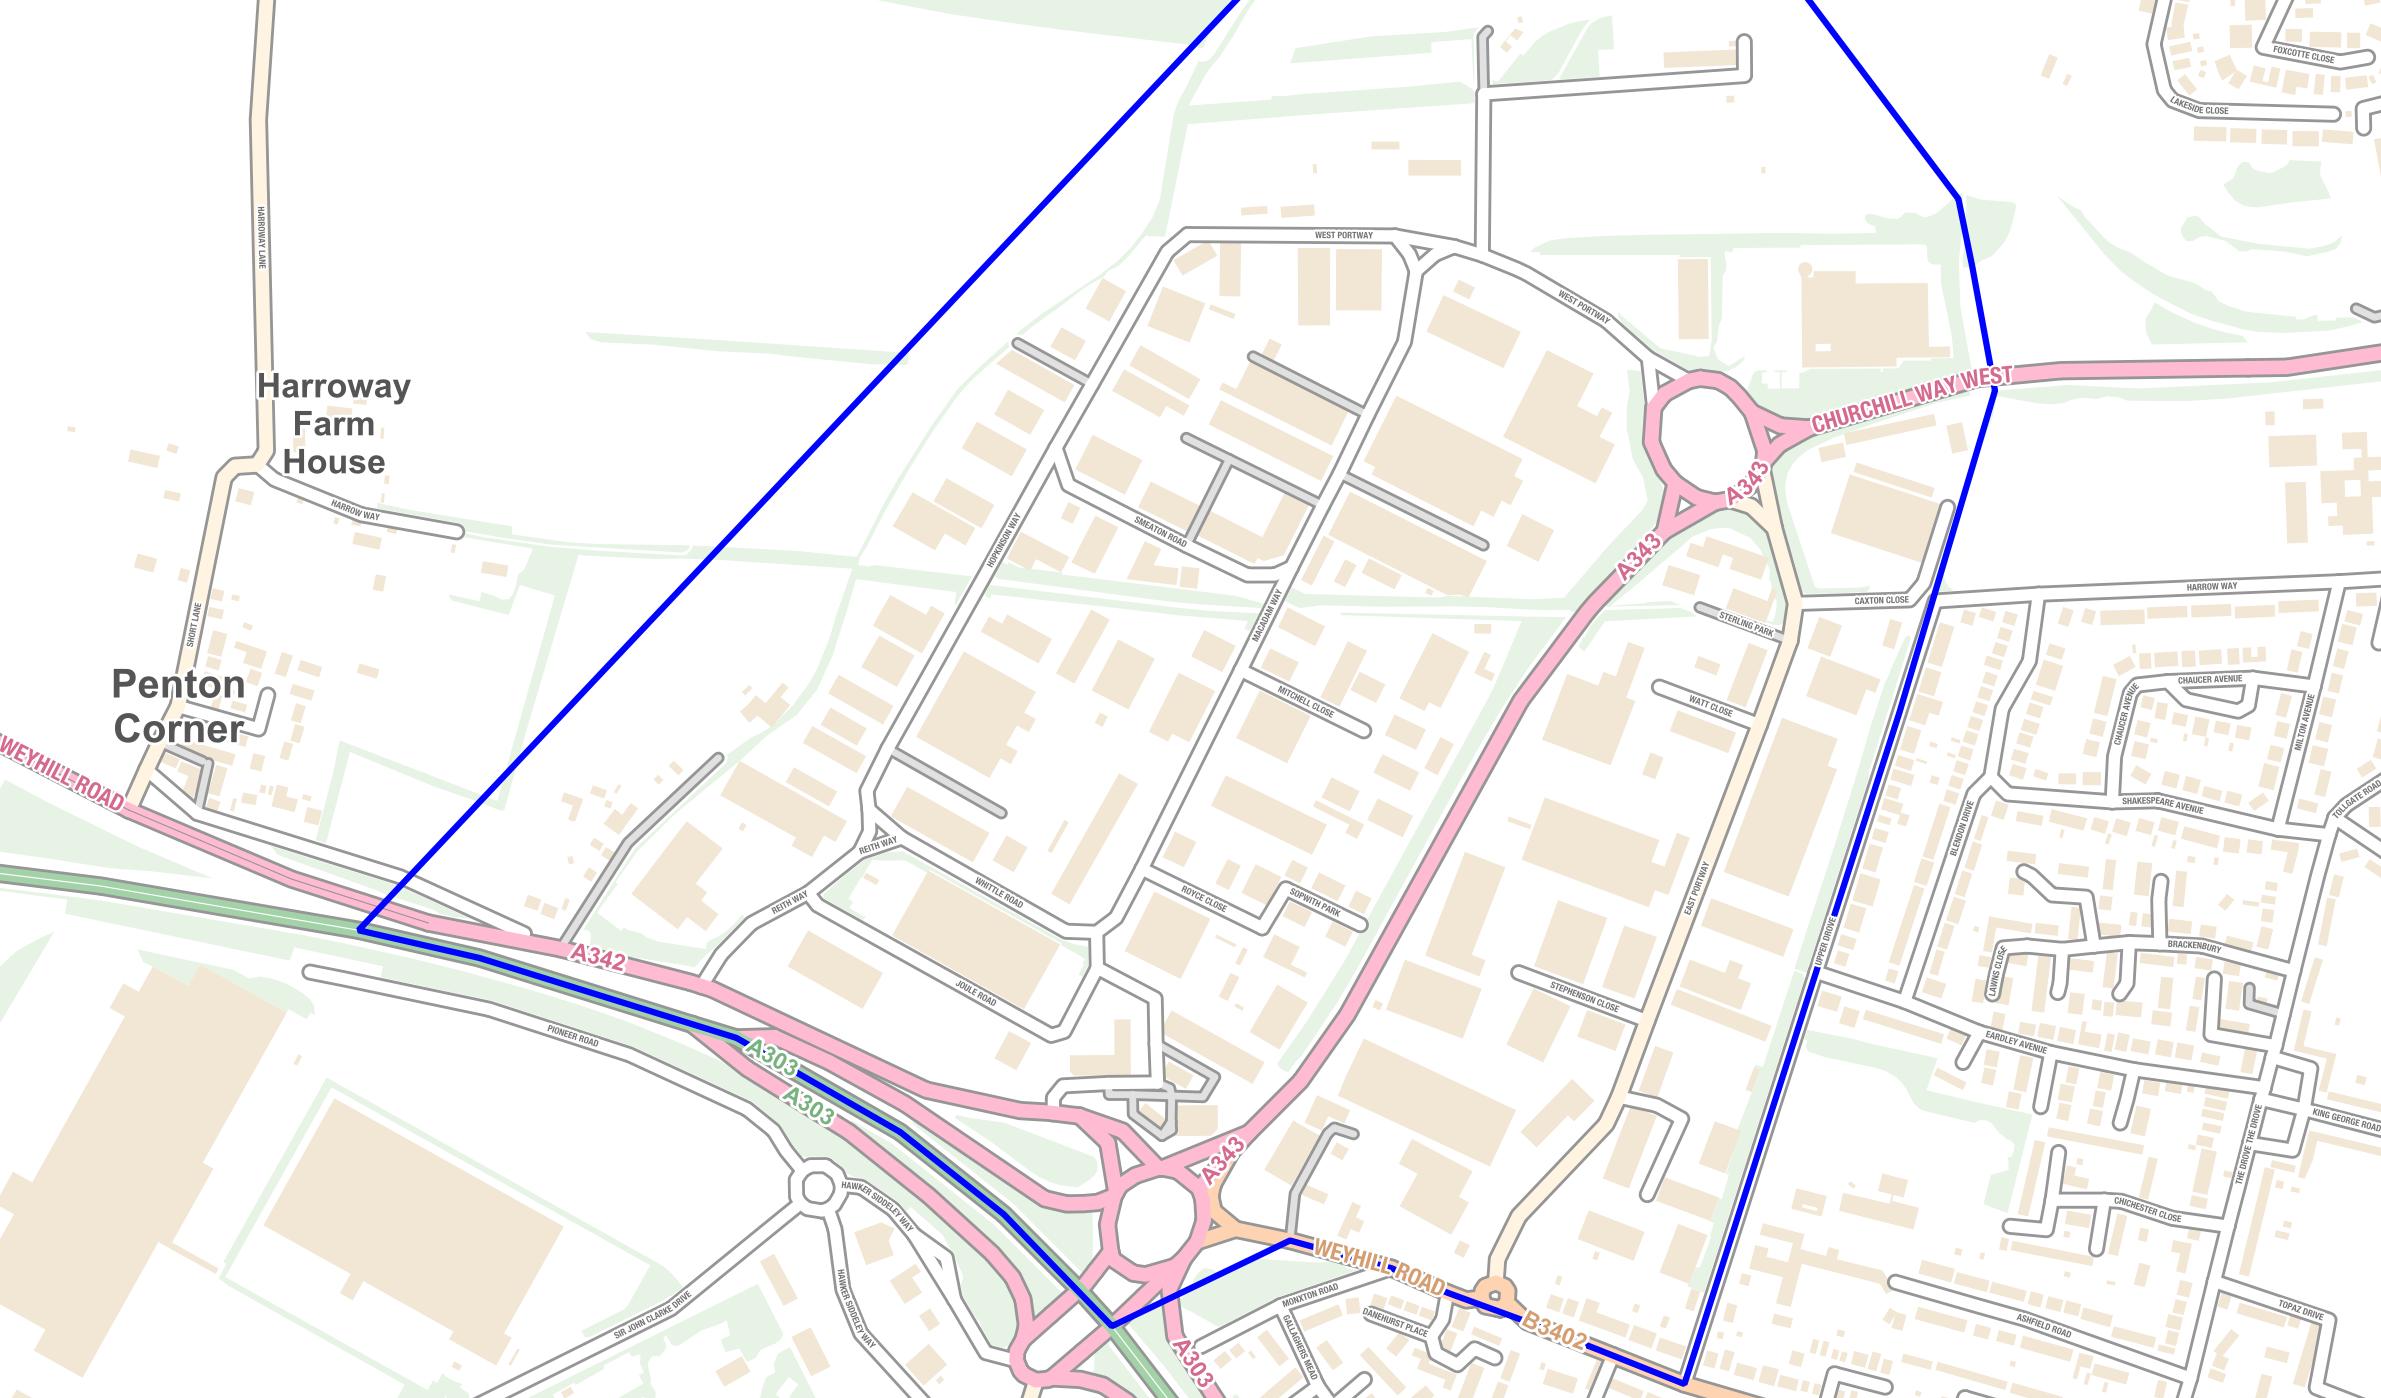 FOXCOTTE CLOSE
LAKESIDE CLOSE
HARROWAY LANE
WEST PORTWAY
WEST PORTWAY
Harroway
Farm
House
CHURCHILL WAY WEST
A343
HARROW WAY
SMEATON ROAD
HOPKINSON WAY
A343
HARROW WAY
CAXTON CLOSE
MACADAM WAY
STERLING PARK
SHORT LANE
Penton
Corner
CHAUCER AVENUE
CHAUCER AVENUE
MILTON AVENUE
MITCHELL CLOSE
WATT CLOSE
WEYHILL ROAD
TOLLGATE ROAD
SHAKESPEARE AVENUE
BLENDON DRIVE
REITH WAY
WHITTLE ROAD
REITH WAY
ROYCE CLOSE
SOPWITH PARK
EAST PORTWAY
UPPER DROVE
BRACKENBURY
LAWNS CLOSE
A342
JOULE ROAD
STEPHENSON CLOSE
PIONEER ROAD
EARDLEY AVENUE
A303
A303
KING GEORGE ROAD
THE DROVE THE DROVE
A343
HAWKER SIDDELEY WAY
CHICHESTER CLOSE
WEYHILL ROAD
HAWKER SIDDELEY WAY
MONXTON ROAD
SIR JOHN CLARKE DRIVE
DANEHURST PLACE
GALLAGHERS MEAD
B3402
ASHFIELD ROAD
TOPAZ DRIVE
A303